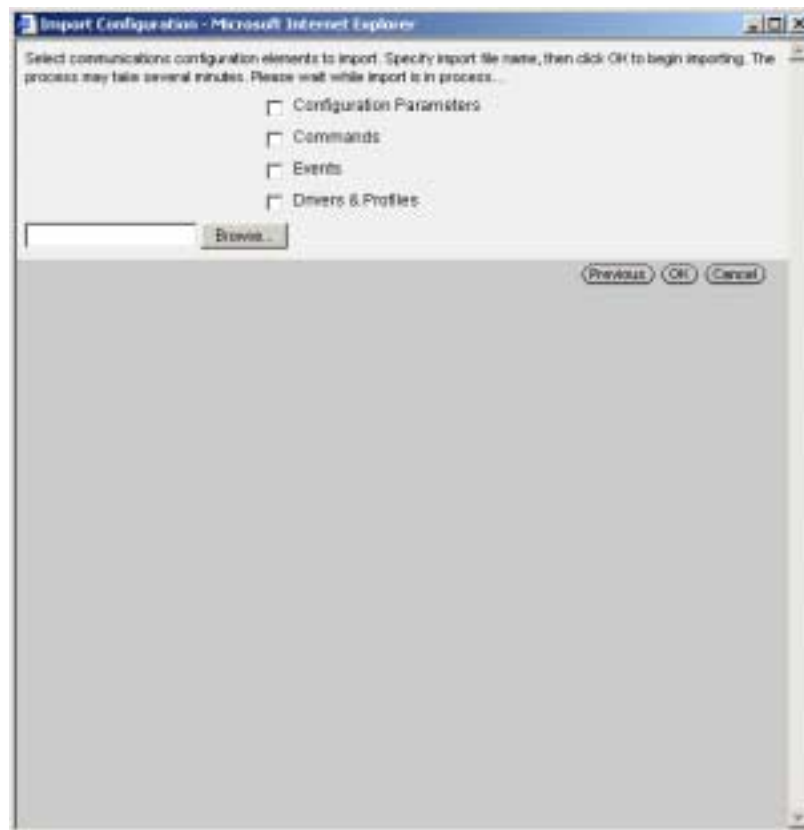 Import Configuration - Microsoft Internet Explorer
Select communications configuration elements to import. Specify import file name, then click OK to begin importing. The
process may take several minutes. Please wait while import is in process...
Configuration Parameters
Commands
Events
Drivers & Profiles
Browse...
Previous OK Cancel